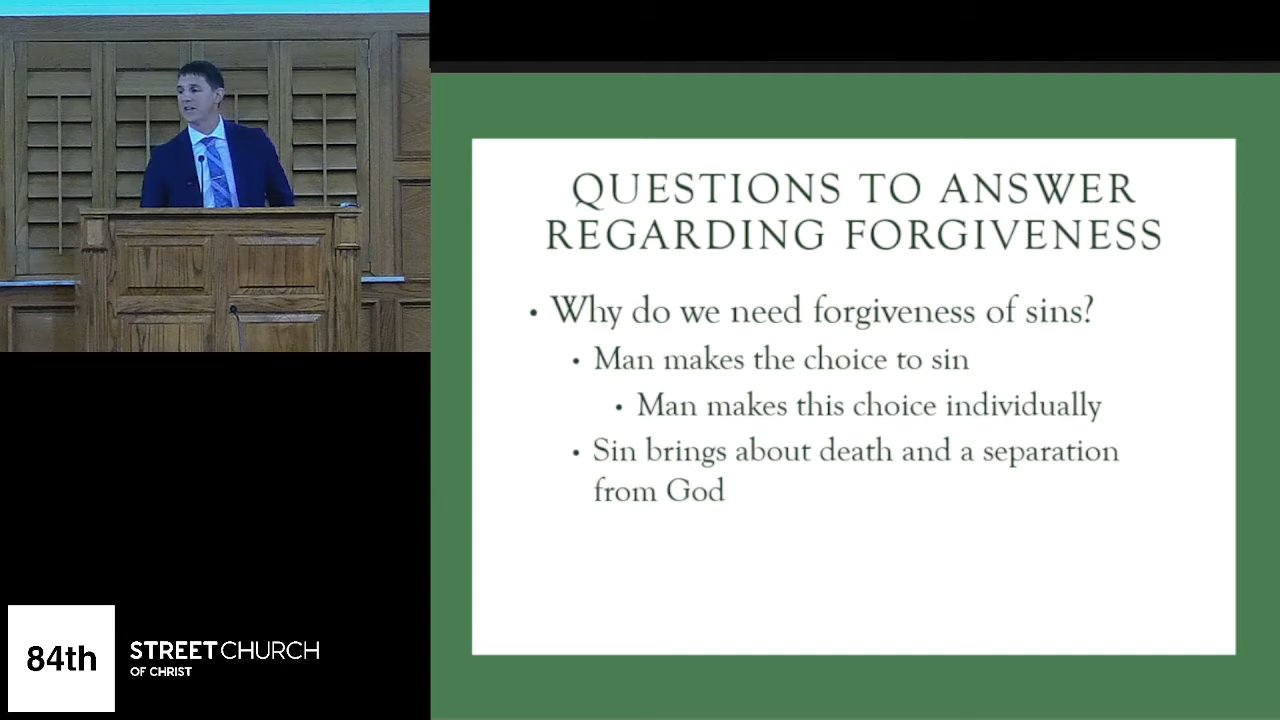 QUESTIONS TO ANSWER
REGARDING FORGIVENESS
• Why do we need forgiveness of sins?
• Man makes the choice to sin
• Man makes this choice individually
• Sin brings about death and a separation
from God
84th
STREET CHURCH
OF CHRIST